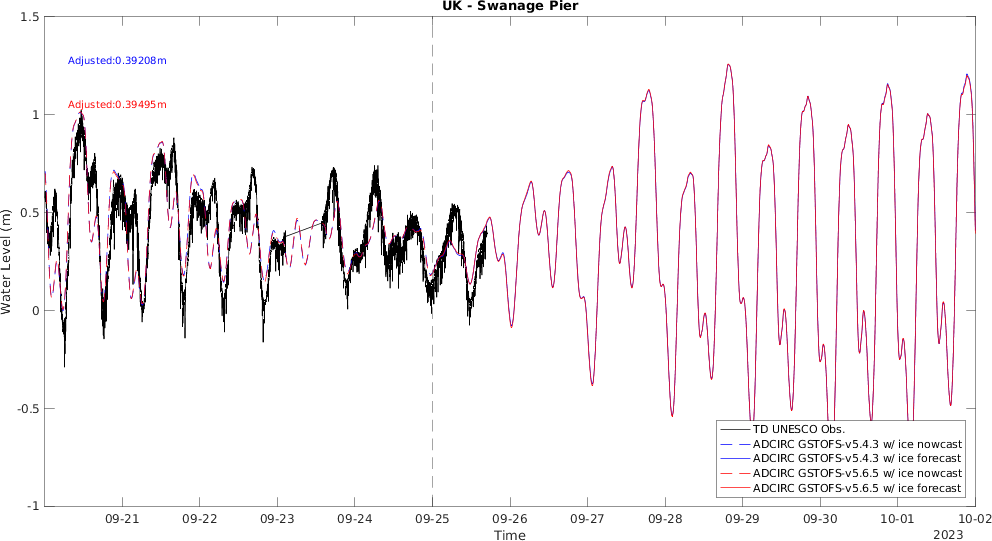 UK - Swanage Pier
Adjusted:0.39208m
Adjusted:0.39495m
Water Level (m)
1.5
1
0.5
0
-0.5
-1
TD UNESCO Obs.
ADCIRC GSTOFS-v5.4.3 w/ ice nowcast
ADCIRC GSTOFS-v5.4.3 w/ ice forecast
ADCIRC GSTOFS-v5.6.5 w/ ice nowcast
ADCIRC GSTOFS-v5.6.5 w/ ice forecast
09-21 09-22 09-23 09-24 09-25 09-26 09-27 09-28 09-29 09-30 10-01 10-02
Time
2023